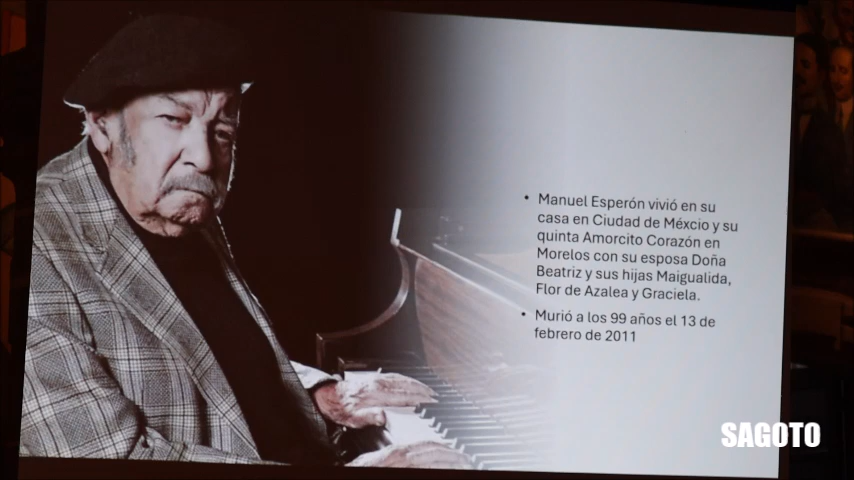 • Manuel Esperón vivió en su
casa en Ciudad de Méxcio y su
quinta Amorcito Corazón en
Morelos con su esposa Doña
Beatriz y sus hijas Maigualida,
Flor de Azalea y Graciela.
• Murió a los 99 años el 13 de
febrero de 2011
SAGOTO